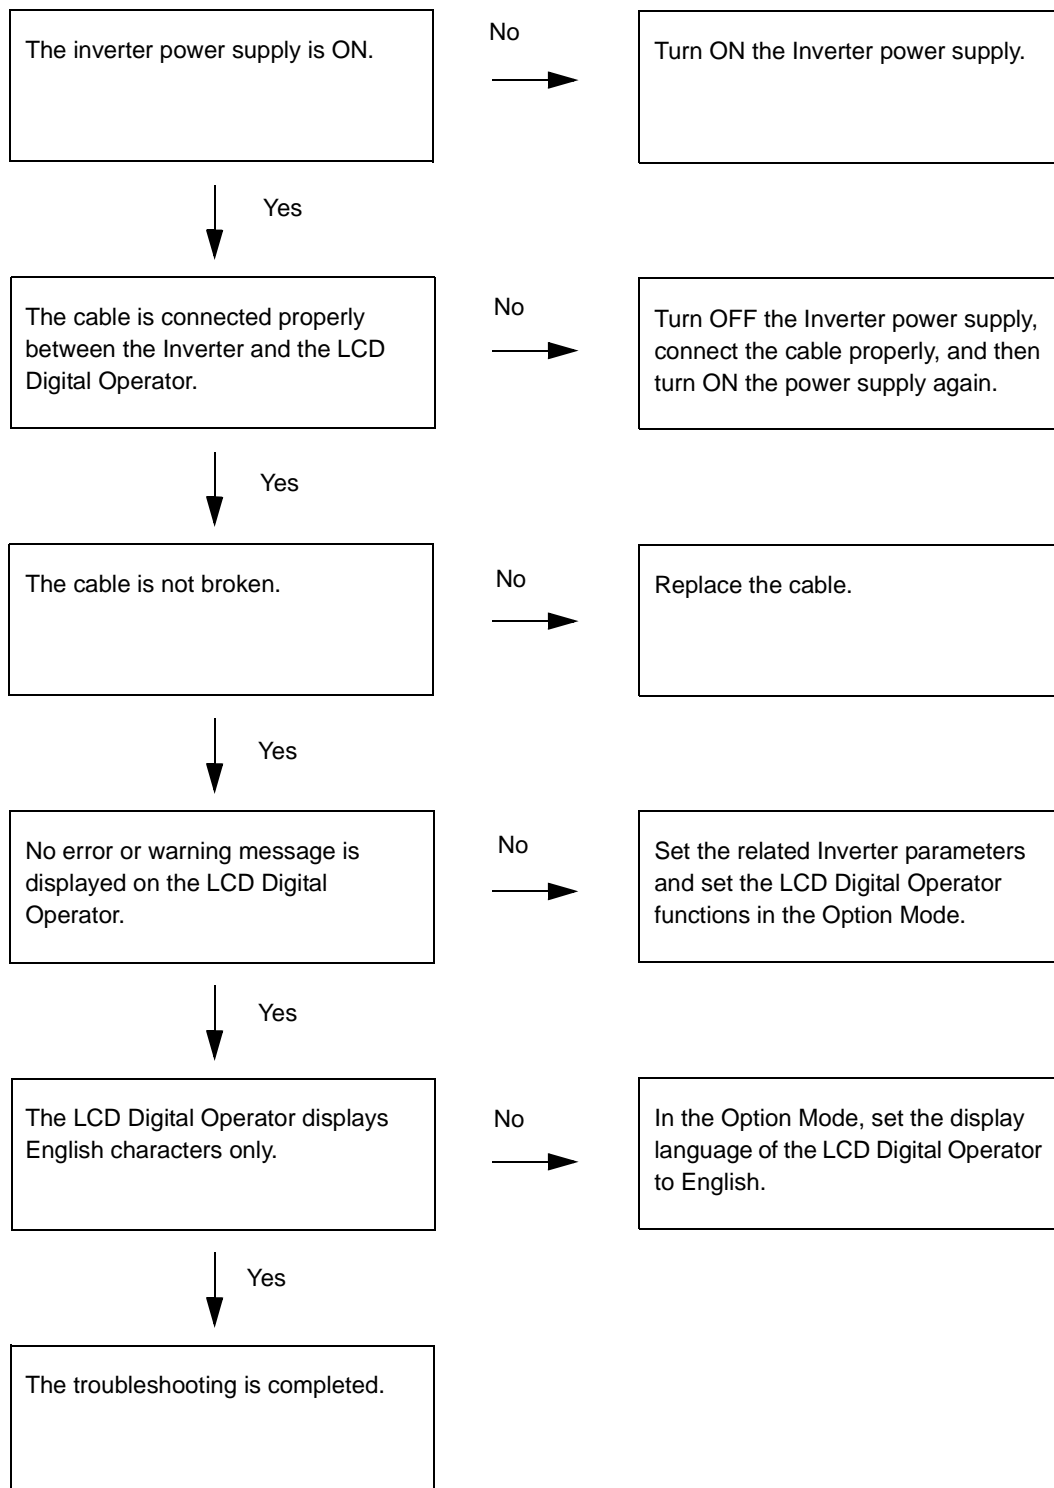 The inverter power supply is ON.
No
Turn ON the Inverter power supply.
Yes
The cable is connected properly
between the Inverter and the LCD
Digital Operator.
No
Turn OFF the Inverter power supply,
connect the cable properly, and then
turn ON the power supply again.
Yes
The cable is not broken.
No
Replace the cable.
Yes
No error or warning message is
displayed on the LCD Digital
Operator.
No
Set the related Inverter parameters
and set the LCD Digital Operator
functions in the Option Mode.
Yes
The LCD Digital Operator displays
English characters only.
No
In the Option Mode, set the display
language of the LCD Digital Operator
to English.
Yes
The troubleshooting is completed.